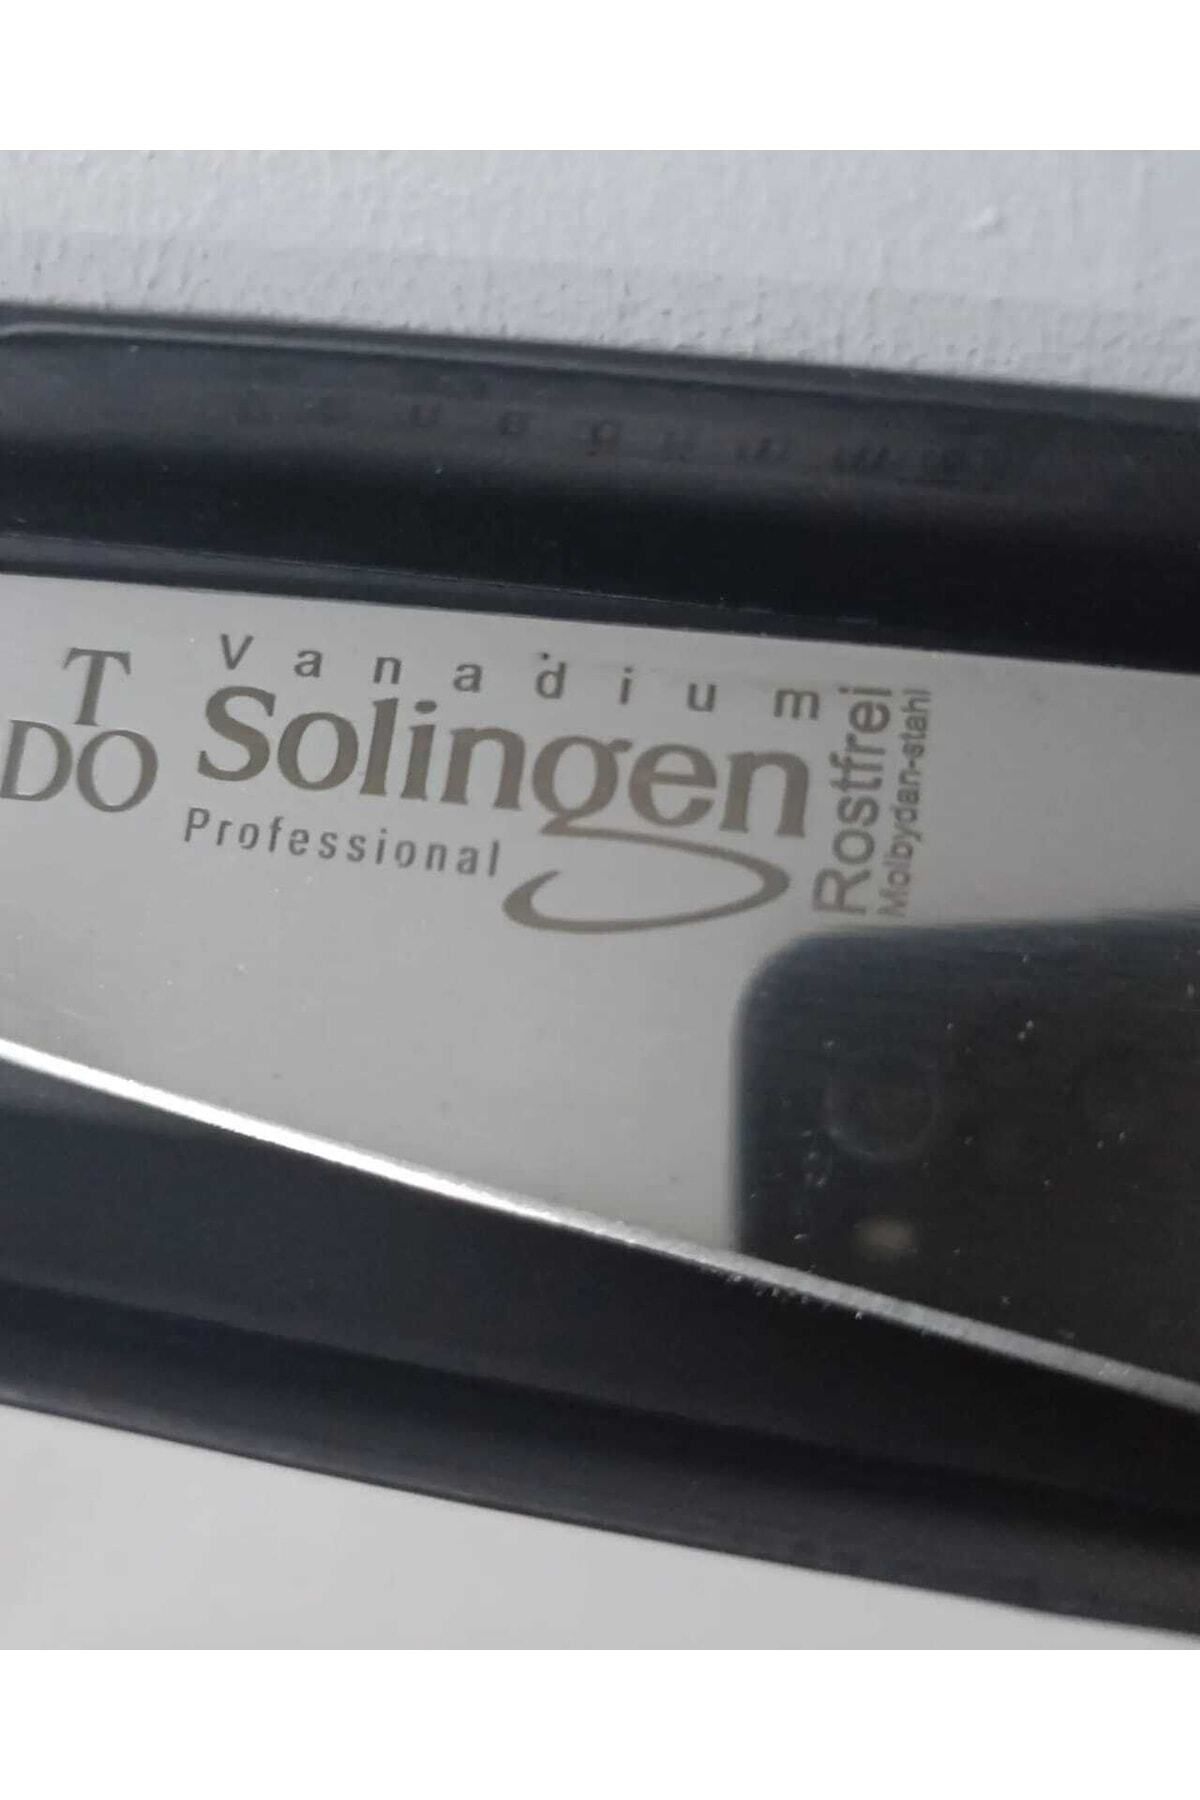 T
DO
Vanadium
Solingen
Professional
Rostfrei
Molbydan-stahl